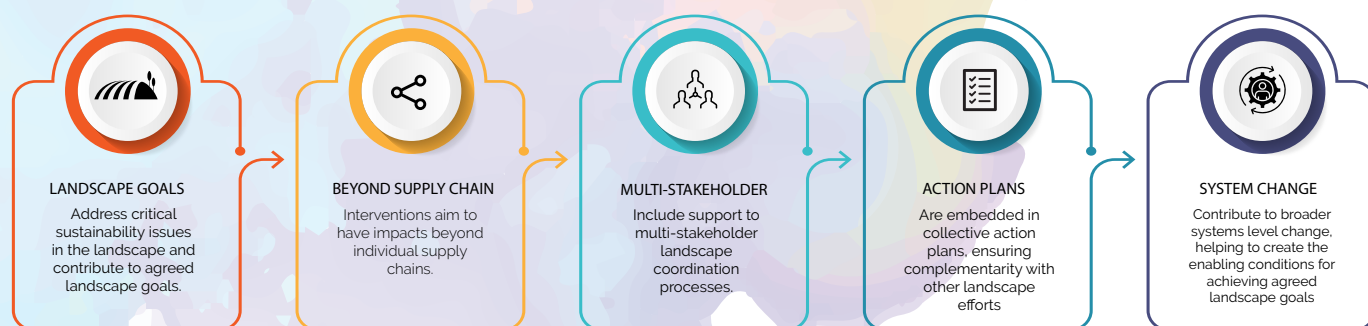 LANDSCAPE GOALS
Address critical
sustainability issues
in the landscape and
contribute to agreed
landscape goals.
BEYOND SUPPLY CHAIN
Interventions aim to
have impacts beyond
individual supply
chains.
MULTI-STAKEHOLDER
Include support to
multi-stakeholder
landscape
coordination
processes.
ACTION PLANS
Are embedded in
collective action
plans, ensuring
complementarity with
other landscape
efforts
SYSTEM CHANGE
Contribute to broader
systems level change,
helping to create the
enabling conditions for
achieving agreed
landscape goals